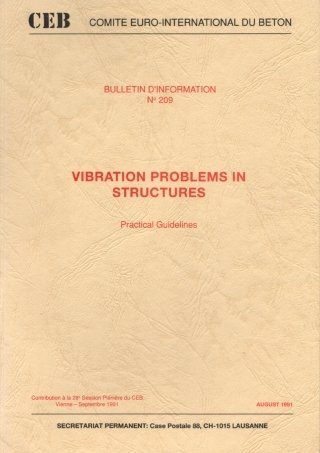 CEB COMITE EURO-INTERNATIONAL DU BETON
BULLETIN D'INFORMATION
N° 209
VIBRATION PROBLEMS IN
STRUCTURES
Practical Guidelines
Contribution à la 28e Session Plénière du CEB
Vienne – Septembre 1991
AUGUST 1991
SECRETARIAT PERMANENT: Case Postale 88, CH-1015 LAUSANNE